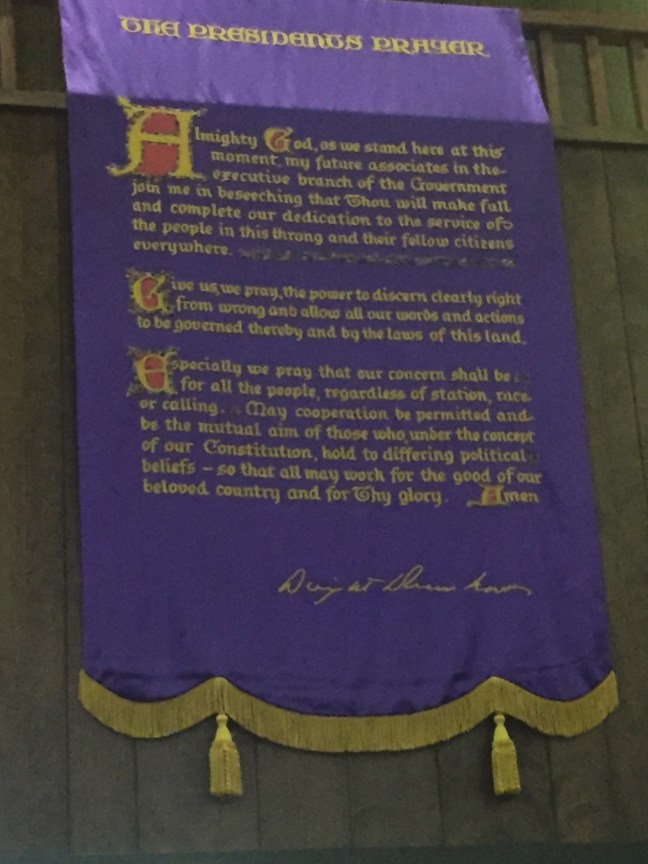 THE PRESIDENTS PRAYER
Almighty God, as we stand here at this
moment, my future associates in the
executive branch of the Government
join me in beseeching that Thou will make full
and complete our dedication to the service of
the people in this throng and their fellow citizens
everywhere.
Give us, we pray, the power to discern clearly right
from wrong and allow all our words and actions
to be governed thereby and by the laws of this land.
Especially we pray that our concern shall be
for all the people, regardless of station, race
or calling. May cooperation be permitted and
be the mutual aim of those who, under the concept
of our Constitution, hold to differing political
beliefs – so that all may work for the good of our
beloved country and for Thy glory. Amen
Dwight Eisenhower